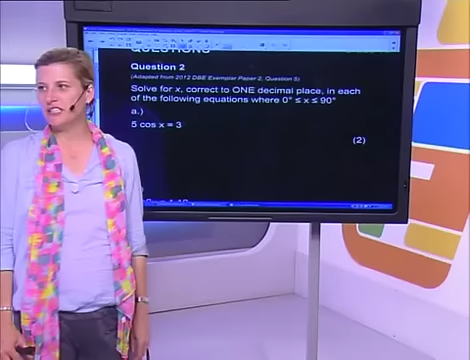 Question 2
(Adapted from 2012 DBE Exemplar Paper 2, Question 5)
Solve for x, correct to ONE decimal place, in each
of the following equations where 0° ≤ x ≤ 90°
a.)
5 cos x = 3
(2)